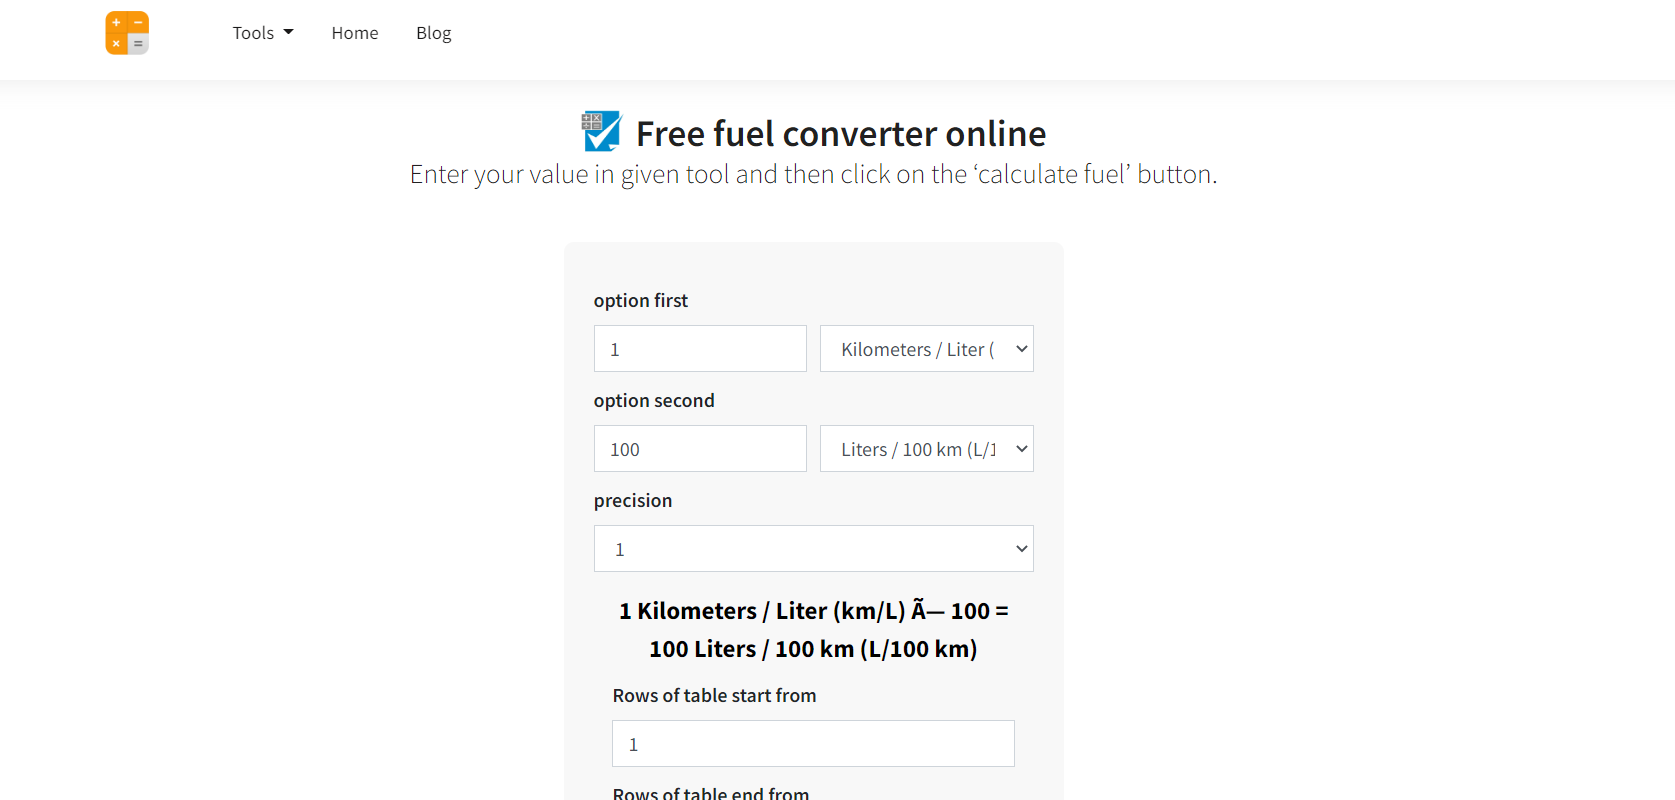 Tools Home Blog
Free fuel converter online
Enter your value in given tool and then click on the ‘calculate fuel’ button.
option first
1 Kilometers / Liter (
option second
100 Liters / 100 km (L/1
precision
1
1 Kilometers / Liter (km/L) Ã— 100 =
100 Liters / 100 km (L/100 km)
Rows of table start from
1
Rows of table end from